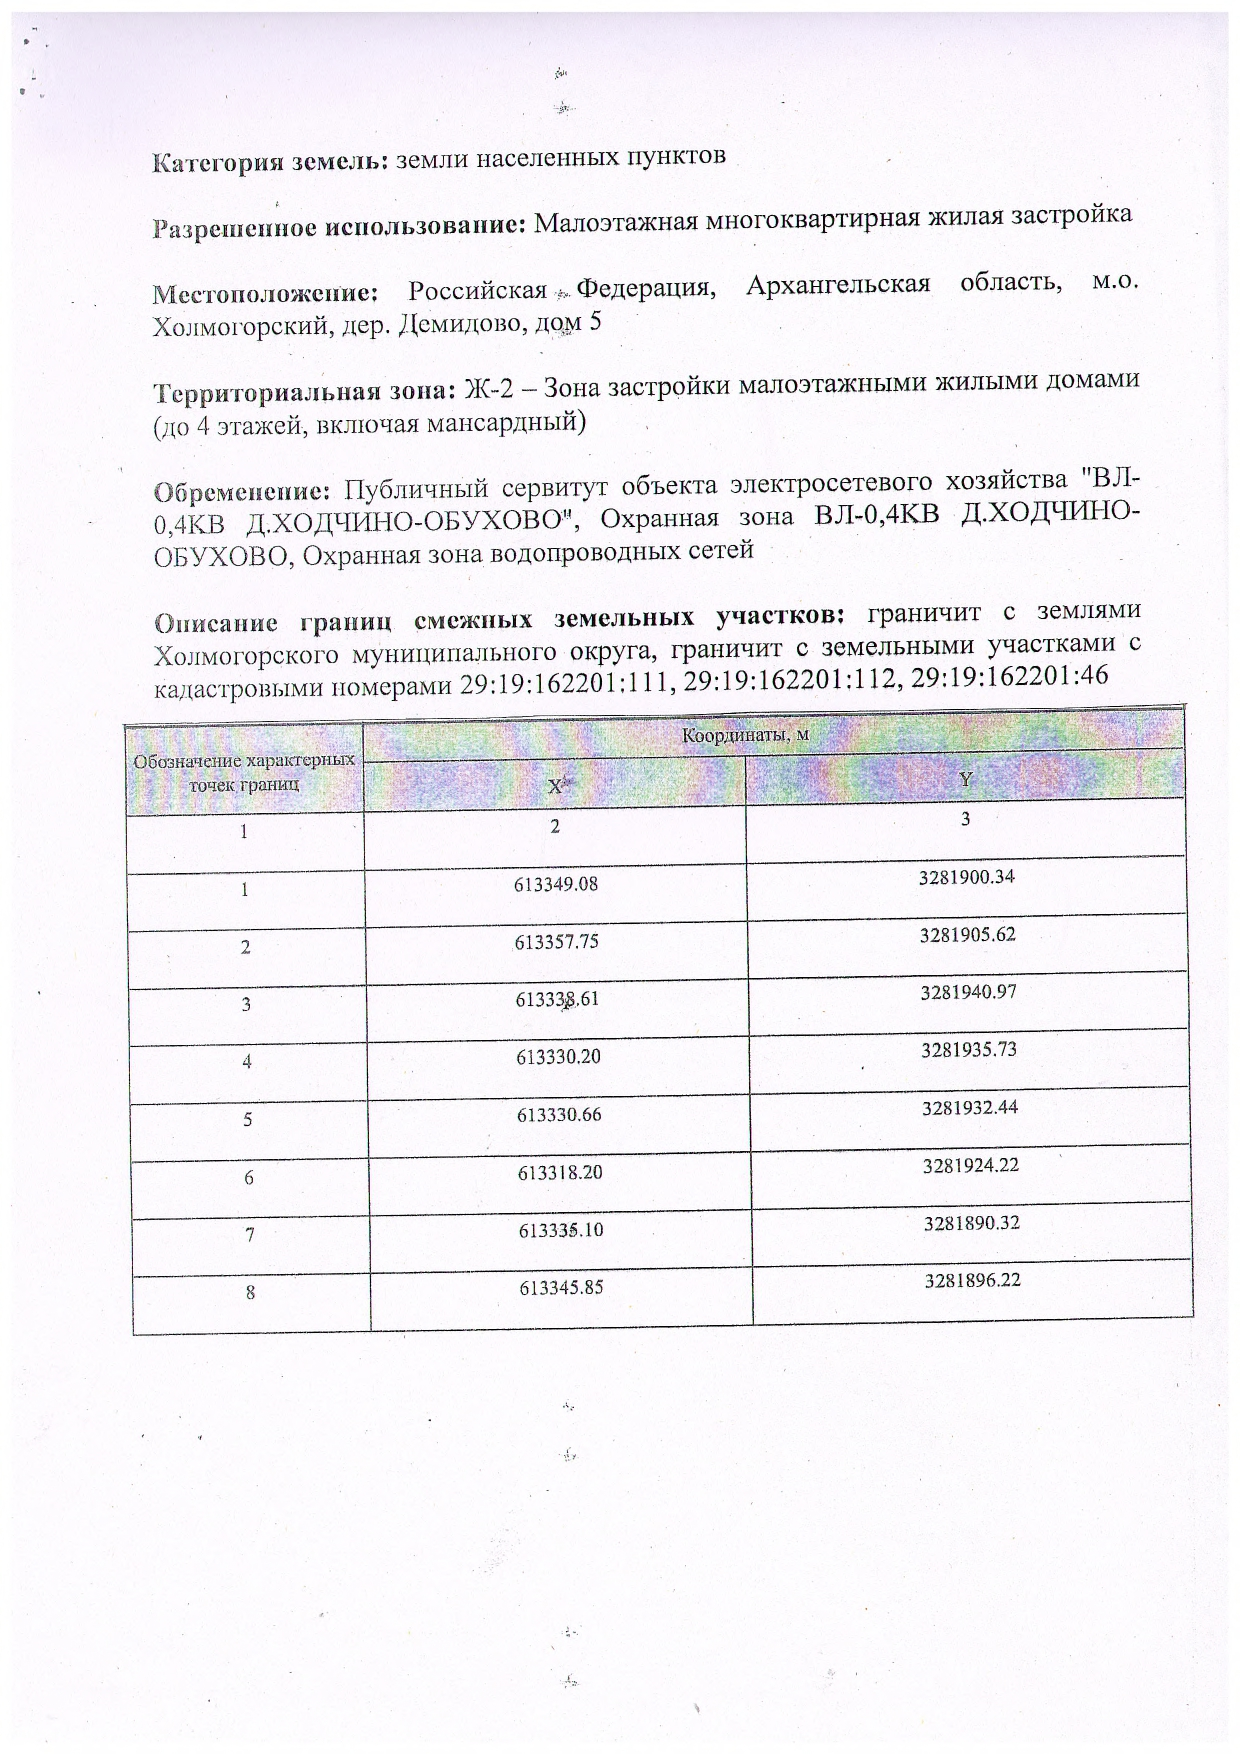 Категория земель: земли населенных пунктов
Разрешенное использование: Малоэтажная многоквартирная жилая застройка
Местоположение: Российская Федерация, Архангельская область, м.о.
Холмогорский, дер. Демидово, дом 5
Территориальная зона: Ж-2 – Зона застройки малоэтажными жилыми домами
(до 4 этажей, включая мансардный)
Обременение: Публичный сервитут объекта электросетевого хозяйства "ВЛ-
0,4КВ Д.ХОДЧИНО-ОБУХОВО", Охранная зона ВЛ-0,4КВ Д.ХОДЧИНО-
ОБУХОВО, Охранная зона водопроводных сетей
Описание границ смежных земельных участков: граничит с землями
Холмогорского муниципального округа, граничит с земельными участками с
кадастровыми номерами 29:19:162201:111, 29:19:162201:112, 29:19:162201:46
Обозначение характерных
точек границ
Координаты, м
X Y
1 2 3
1 613349.08 3281900.34
2 613357.75 3281905.62
3 613338.61 3281940.97
4 613330.20 3281935.73
5 613330.66 3281932.44
6 613318.20 3281924.22
7 613335.10 3281890.32
8 613345.85 3281896.22